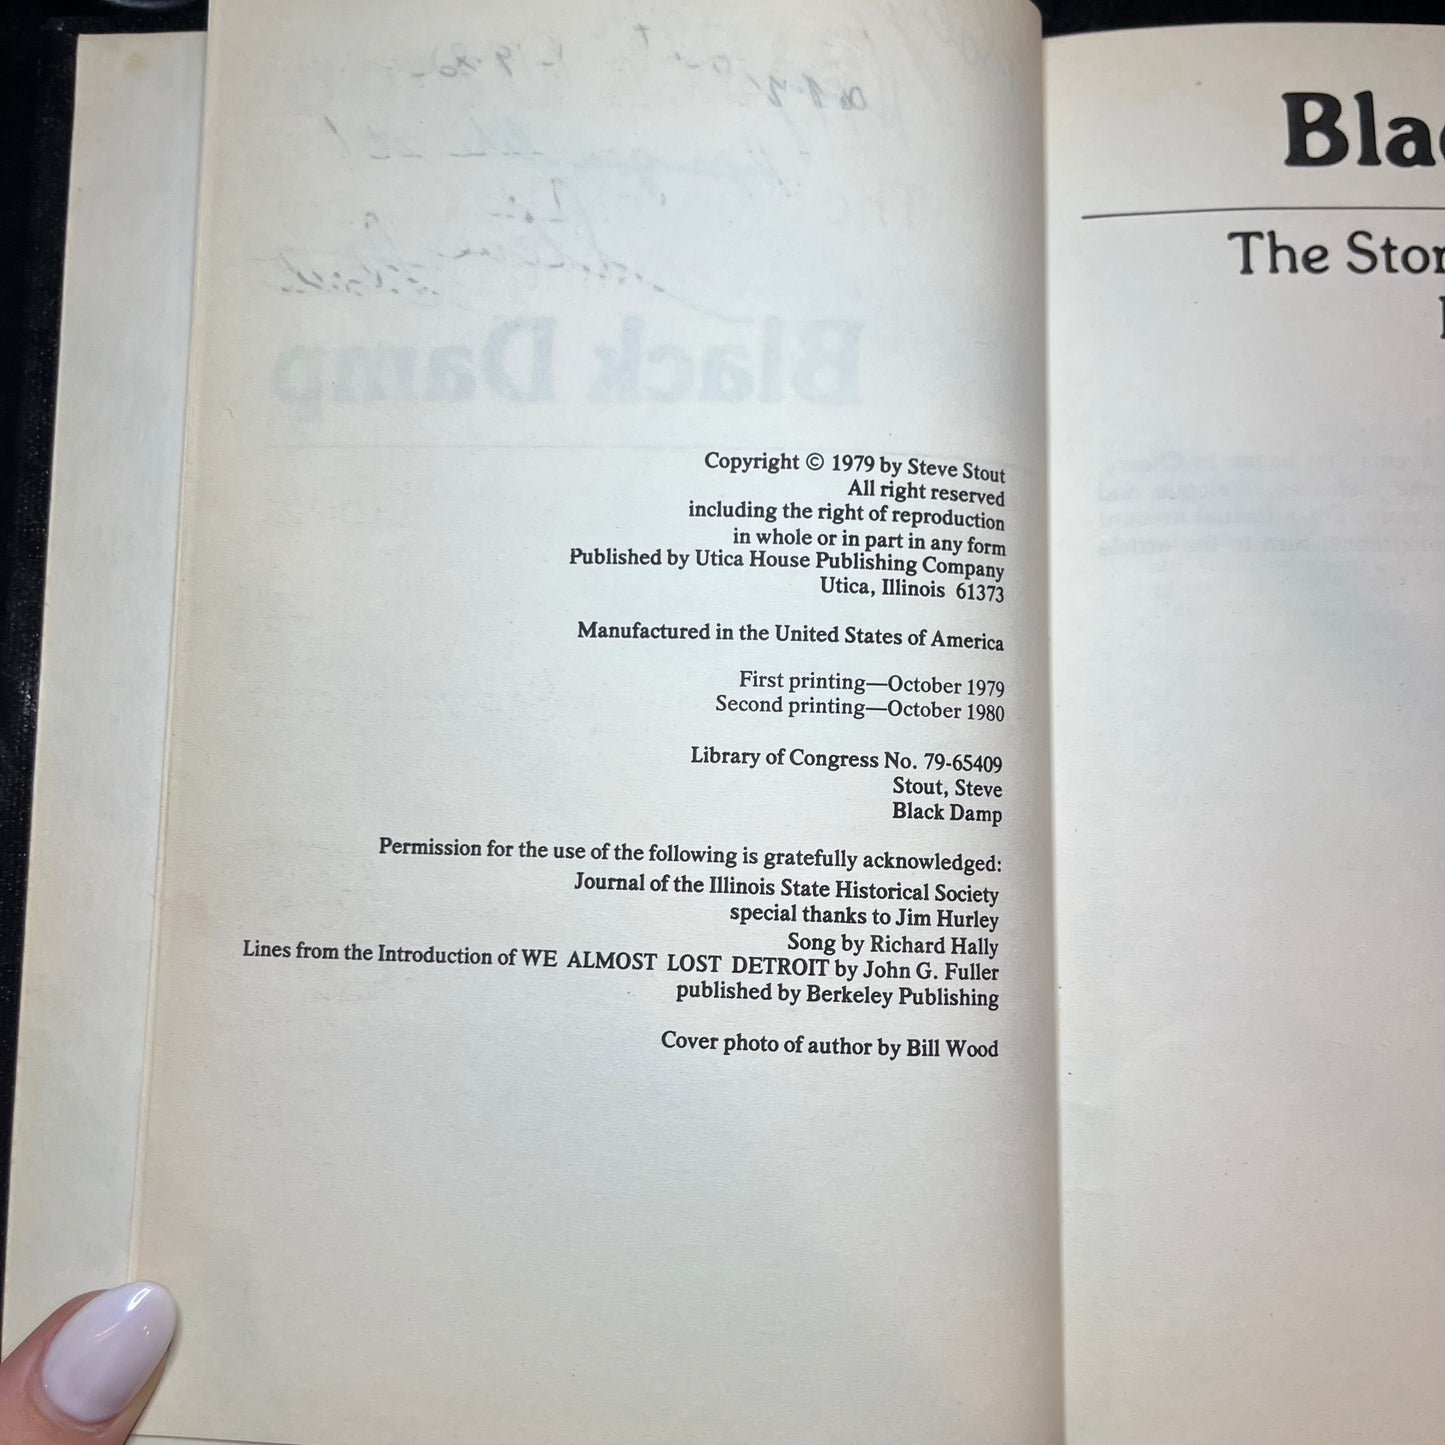 Black Damp
Copyright © 1979 by Steve Stout
All right reserved
including the right of reproduction
in whole or in part in any form
Published by Utica House Publishing Company
Utica, Illinois 61373
Manufactured in the United States of America
First printing—October 1979
Second printing—October 1980
Library of Congress No. 79-65409
Stout, Steve
Black Damp
Permission for the use of the following is gratefully acknowledged:
Journal of the Illinois State Historical Society
special thanks to Jim Hurley
Song by Richard Hally
Lines from the Introduction of WE ALMOST LOST DETROIT by John G. Fuller
published by Berkeley Publishing
Cover photo of author by Bill Wood
Bla
The Stor